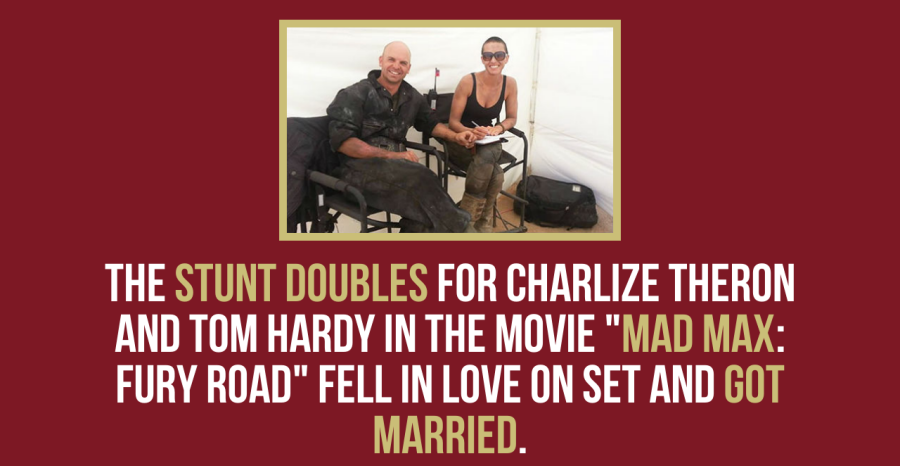 THE STUNT DOUBLES FOR CHARLIZE THERON
AND TOM HARDY IN THE MOVIE "MAD MAX:
FURY ROAD" FELL IN LOVE ON SET AND GOT
MARRIED.